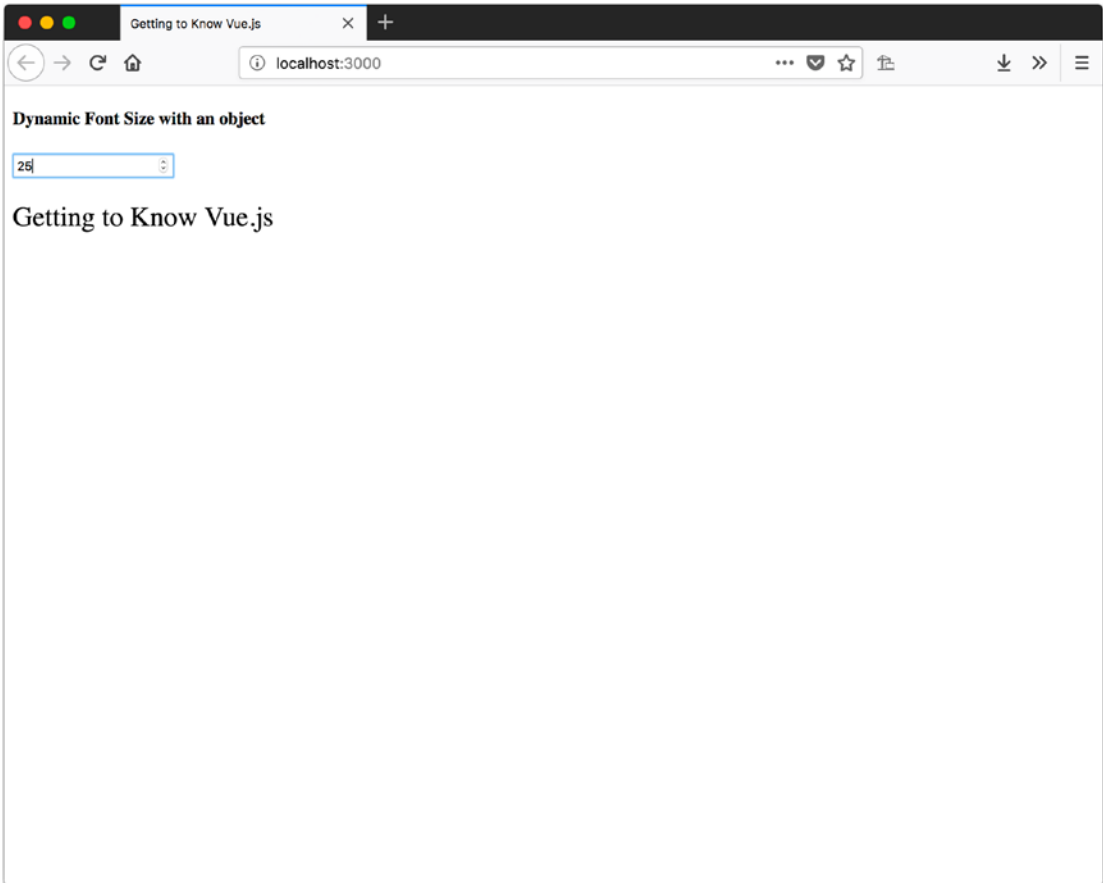 Getting to Know Vue.js
localhost:3000
Dynamic Font Size with an object
25
Getting to Know Vue.js